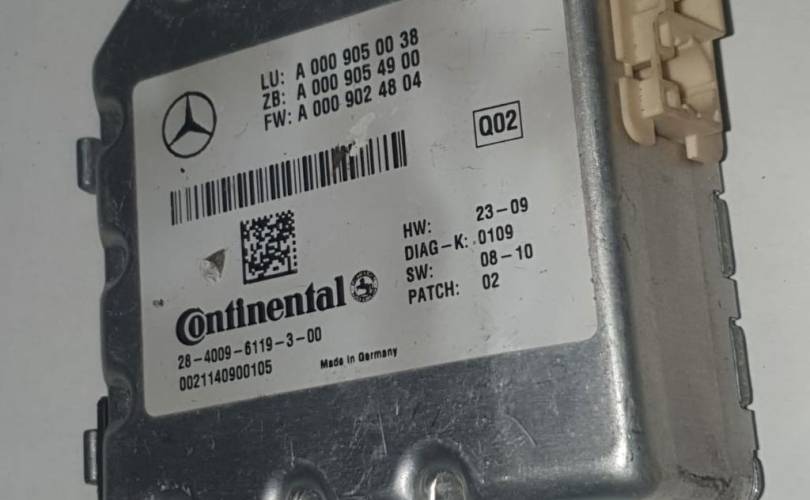 LU: A 000 905 00 38
ZB: A 000 905 49 00
FW: A 000 902 48 04
Q02
HW: 23-09
DIAG-K: 0109
SW: 08-10
PATCH: 02
Continental
28-4009-6119-3-00
0021140900105
Made in Germany